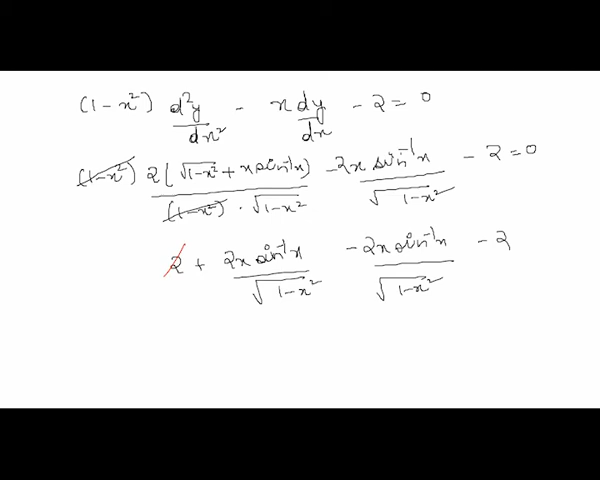 (1-x²) d²y/dx² - x dy/dx - 2 = 0
(1-x²) 2(√1-x² + x sin⁻¹x)/((1-x²)·√1-x²) - 2x sin⁻¹x/√1-x² - 2 = 0
2 + 2x sin⁻¹x/√1-x² - 2x sin⁻¹x/√1-x² - 2